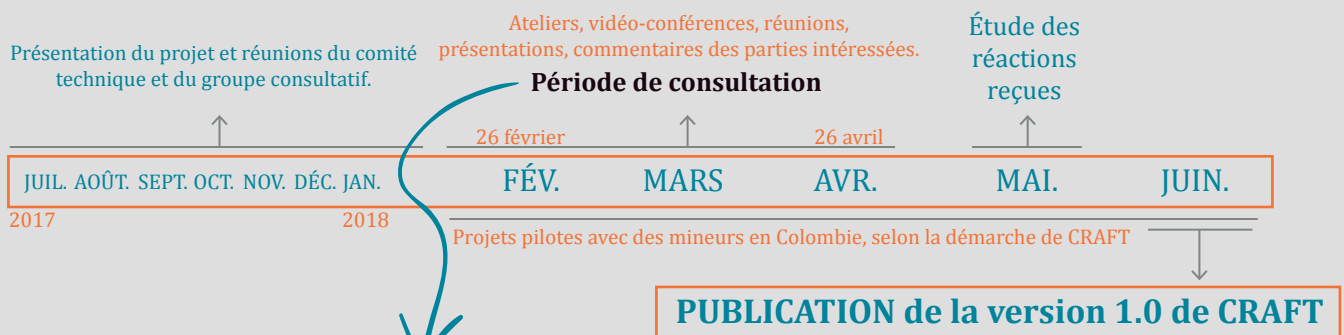 Présentation du projet et réunions du comité
technique et du groupe consultatif.
Ateliers, vidéo-conférences, réunions,
présentations, commentaires des parties intéressées.
Période de consultation
Étude des
réactions
reçues
26 février
26 avril
JUIL. AOÛT. SEPT. OCT. NOV. DÉC. JAN.
FÉV.
MARS
AVR.
MAI.
JUIN.
2017
2018
Projets pilotes avec des mineurs en Colombie, selon la démarche de CRAFT
PUBLICATION de la version 1.0 de CRAFT